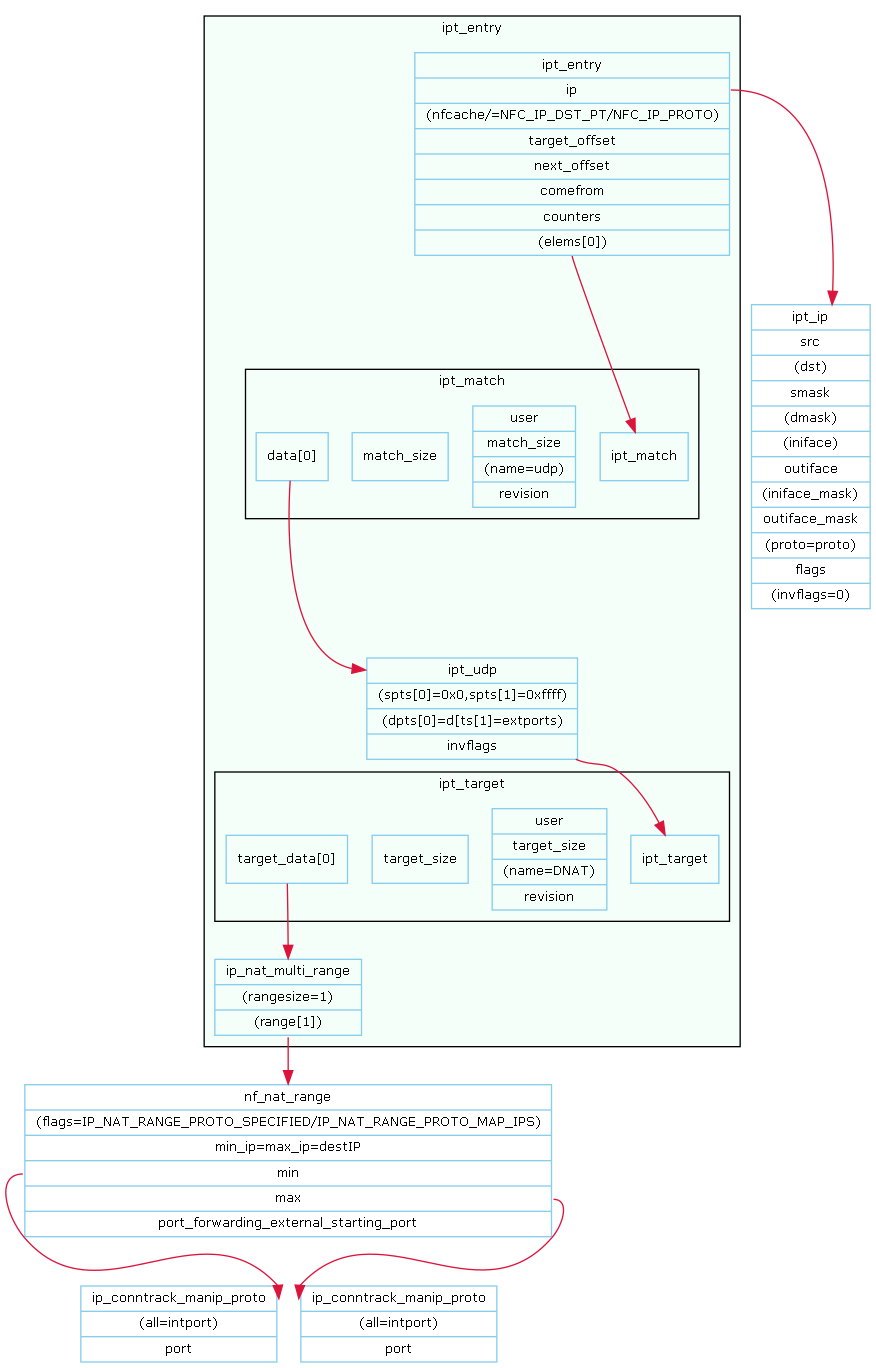 ipt_entry
ipt_entry
ip
(nfcache/=NFC_IP_DST_PT/NFC_IP_PROTO)
target_offset
next_offset
comefrom
counters
(elems[0])
ipt_ip
src
(dst)
smask
(dmask)
(iniface)
outiface
(iniface_mask)
outiface_mask
(proto=proto)
flags
(invflags=0)
ipt_match
data[0]
match_size
user
match_size
(name=udp)
revision
ipt_match
ipt_udp
(spts[0]=0x0,spts[1]=0xffff)
(dpts[0]=d[ts[1]=extports)
invflags
ipt_target
target_data[0]
target_size
user
target_size
(name=DNAT)
revision
ipt_target
ip_nat_multi_range
(rangesize=1)
(range[1])
nf_nat_range
(flags=IP_NAT_RANGE_PROTO_SPECIFIED/IP_NAT_RANGE_PROTO_MAP_IPS)
min_ip=max_ip=destIP
min
max
port_forwarding_external_starting_port
ip_conntrack_manip_proto
(all=intport)
port
ip_conntrack_manip_proto
(all=intport)
port